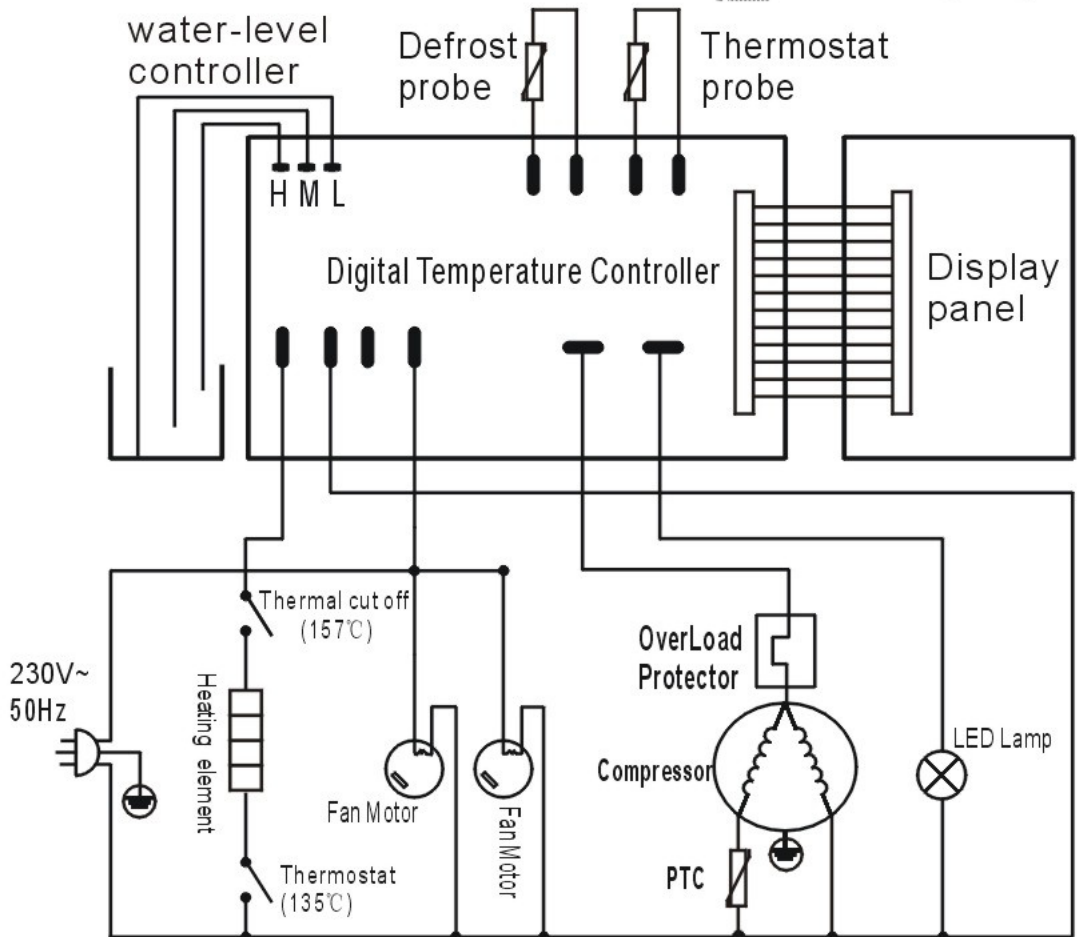 water-level
controller
Defrost
probe
Thermostat
probe
H M L
Digital Temperature Controller
Display
panel
Thermal cut off
(157℃)
230V~
50Hz
Heating element
Fan Motor
Fan Motor
Thermostat
(135℃)
OverLoad
Protector
Compressor
PTC
LED Lamp